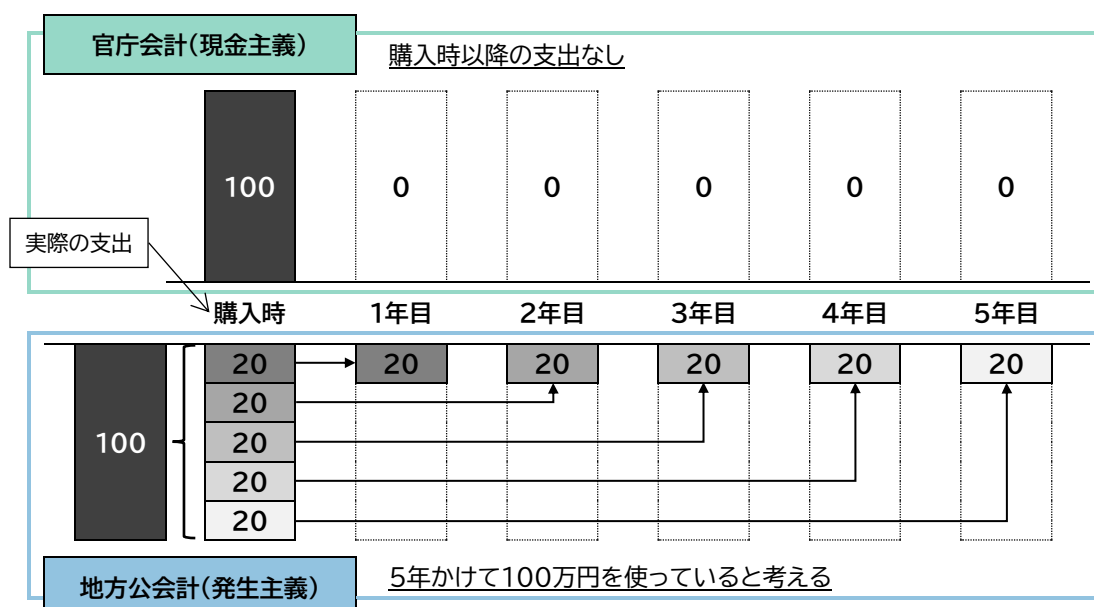 官庁会計(現金主義)
購入時以降の支出なし
100 0 0 0 0 0
実際の支出
購入時 1年目 2年目 3年目 4年目 5年目
20 20 20 20 20 20
20
100 20
20
20
地方公会計(発生主義)
5年かけて100万円を使っていると考える